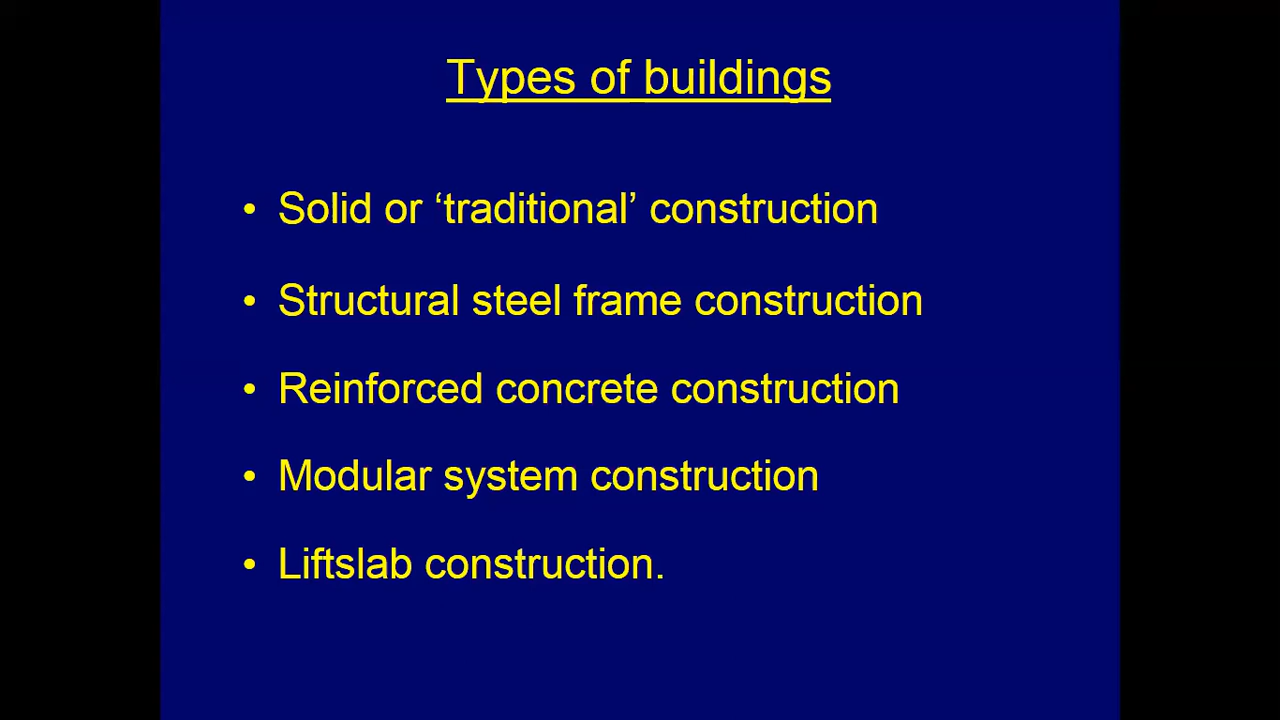 Types of buildings
• Solid or ‘traditional’ construction
• Structural steel frame construction
• Reinforced concrete construction
• Modular system construction
• Liftslab construction.